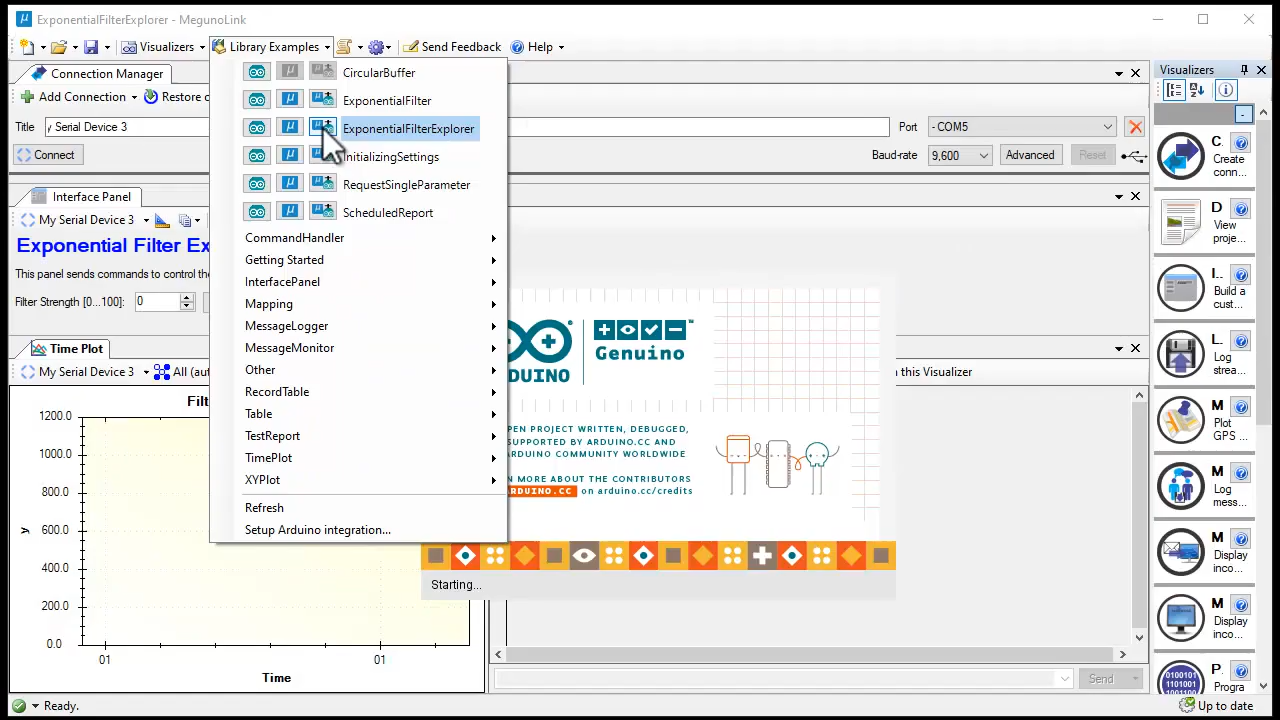 ExponentialFilterExplorer - MegunoLink
Visualizers Library Examples Send Feedback Help
Connection Manager
Add Connection Restore c
Title y Serial Device 3 Port - COM5
Connect Baud-rate 9,600 Advanced Reset
Interface Panel
My Serial Device 3
Exponential Filter Ex
This panel sends commands to control the
Filter Strength [0...100]: 0
Time Plot
My Serial Device 3 All (aut
n this Visualizer
Filt
1200.0
1000.0
800.0
y
600.0
400.0
200.0
0.0
01 01
Time
CircularBuffer
ExponentialFilter
ExponentialFilterExplorer
InitializingSettings
RequestSingleParameter
ScheduledReport
CommandHandler
Getting Started
InterfacePanel
Mapping
MessageLogger
MessageMonitor
Other
RecordTable
Table
TestReport
TimePlot
XYPlot
Refresh
Setup Arduino integration...
Genuino
™
®
RDUINO
PEN PROJECT WRITTEN, DEBUGGED,
SUPPORTED BY ARDUINO.CC AND
ARDUINO COMMUNITY WORLDWIDE
N MORE ABOUT THE CONTRIBUTORS
ARDUINO.CC on arduino.cc/credits
Starting...
Send
Visualizers
C
Create
conn...
D
View
proje...
I..
Build a
cust...
L.
Log
strea...
M
Plot
GPS ...
M
Log
mess...
M
Display
inco...
M
Display
inco...
P.
Progra
0100101
1101001
Ready. Up to date